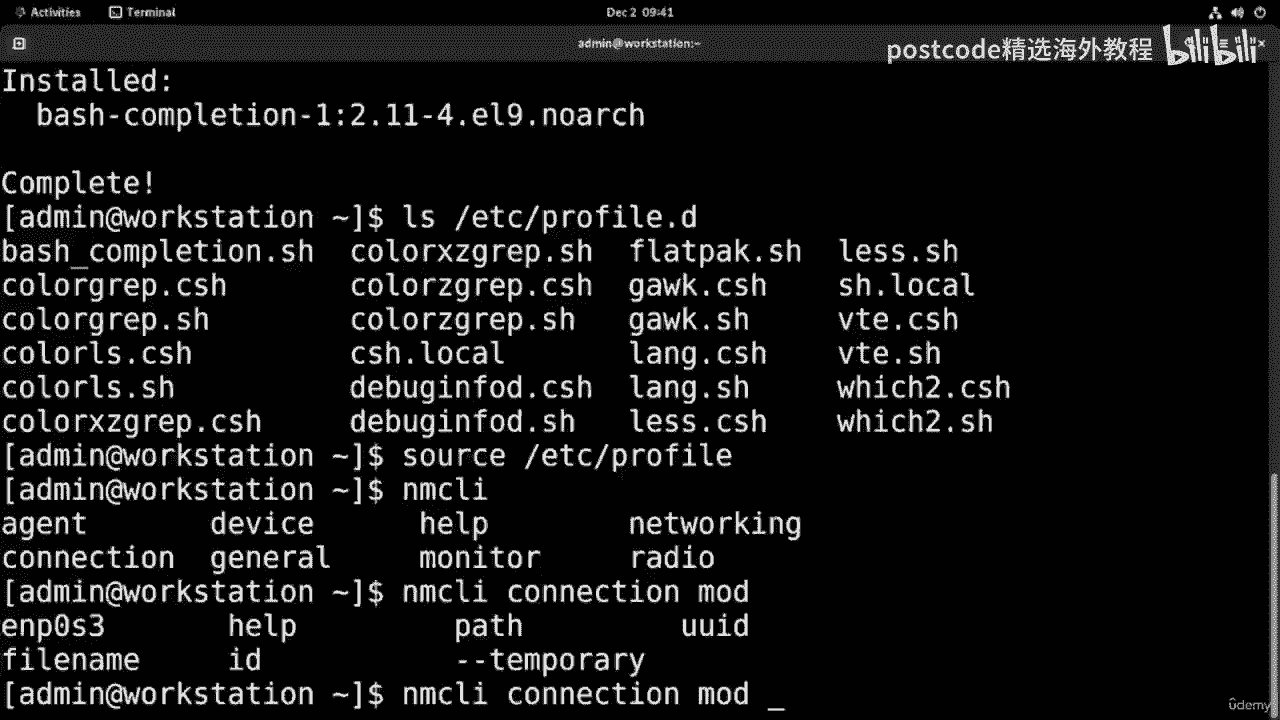 Activities Terminal Dec 2 09:41
admin@workstation:~
postcode精选海外教程 bilibili
Installed:
bash-completion-1:2.11-4.el9.noarch
Complete!
[admin@workstation ~]$ ls /etc/profile.d
bash_completion.sh colorxzgrep.sh flatpak.sh less.sh
colorgrep.csh colorzgrep.csh gawk.csh sh.local
colorgrep.sh colorzgrep.sh gawk.sh vte.csh
colorls.csh csh.local lang.csh vte.sh
colorls.sh debuginfod.csh lang.sh which2.csh
colorxzgrep.csh debuginfod.sh less.csh which2.sh
[admin@workstation ~]$ source /etc/profile
[admin@workstation ~]$ nmcli
agent device help networking
connection general monitor radio
[admin@workstation ~]$ nmcli connection mod
enp0s3 help path uuid
filename id --temporary
[admin@workstation ~]$ nmcli connection mod _
ûdemy